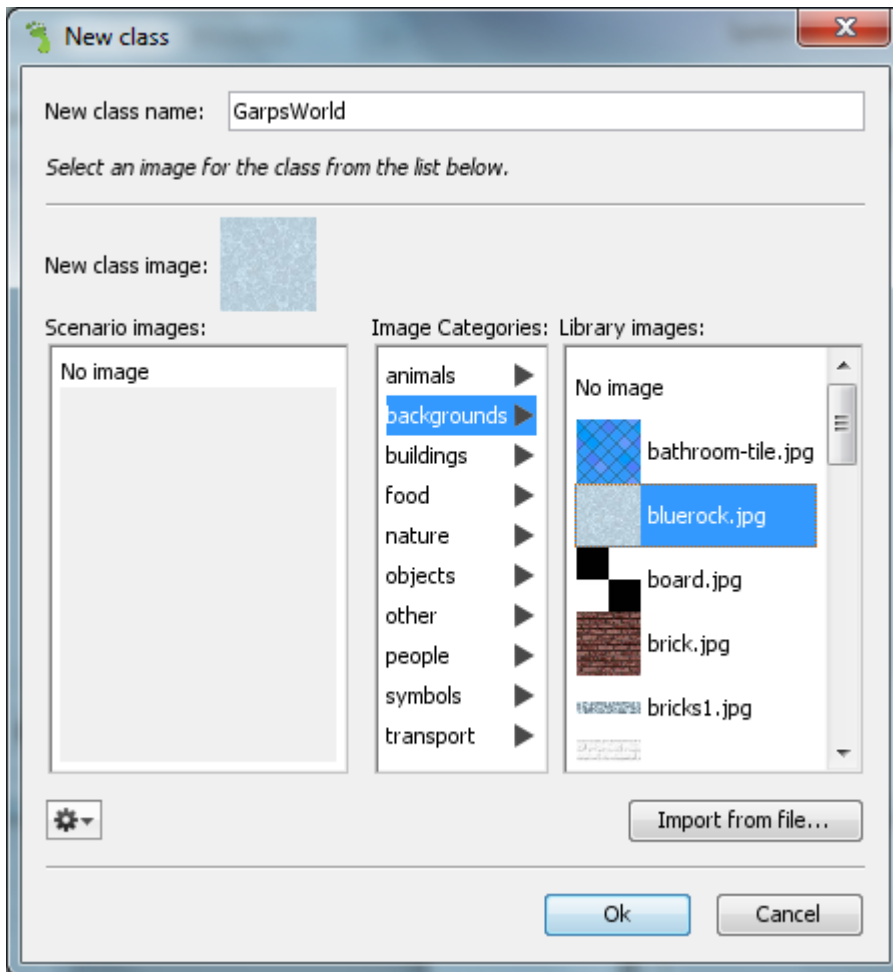 New class
New class name: GarpsWorld
Select an image for the class from the list below.
New class image:
Scenario images:
No image
Image Categories:
animals
backgrounds
buildings
food
nature
objects
other
people
symbols
transport
Library images:
No image
bathroom-tile.jpg
bluerock.jpg
board.jpg
brick.jpg
bricks1.jpg
Import from file...
Ok
Cancel